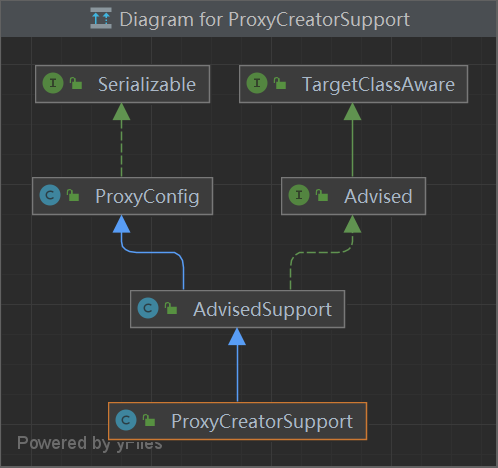 Diagram for ProxyCreatorSupport
I Serializable
I TargetClassAware
C ProxyConfig
I Advised
C AdvisedSupport
C ProxyCreatorSupport
Powered by yFiles